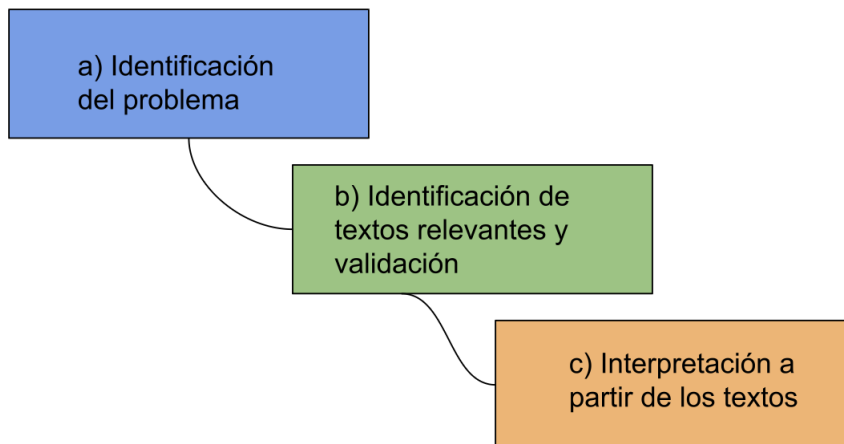 a) Identificación
del problema
b) Identificación de
textos relevantes y
validación
c) Interpretación a
partir de los textos